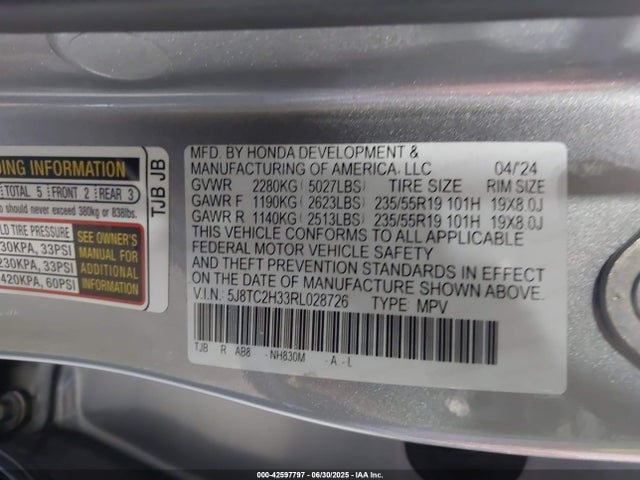 DING INFORMATION
TOTAL 5 FRONT 2 REAR 3
should never exceed 380kg or 838lbs.
LD TIRE PRESSURE
30KPA, 33PSI
230KPA, 33PSI
420KPA, 60PSI
SEE OWNER'S
MANUAL FOR
ADDITIONAL
INFORMATION
TJB JB
MFD. BY HONDA DEVELOPMENT &
MANUFACTURING OF AMERICA, LLC 04/24
GVWR 2280KG (5027LBS) TIRE SIZE RIM SIZE
GAWR F 1190KG (2623LBS) 235/55R19 101H 19X8.0J
GAWR R 1140KG (2513LBS) 235/55R19 101H 19X8.0J
THIS VEHICLE CONFORMS TO ALL APPLICABLE
FEDERAL MOTOR VEHICLE SAFETY
AND THEFT PREVENTION STANDARDS IN EFFECT
ON THE DATE OF MANUFACTURE SHOWN ABOVE.
V.I.N.: 5J8TC2H33RL028726 TYPE: MPV
TJB R AB8 -NH830M -A -L
000-42597797 - 06/30/2025 - IAA Inc.